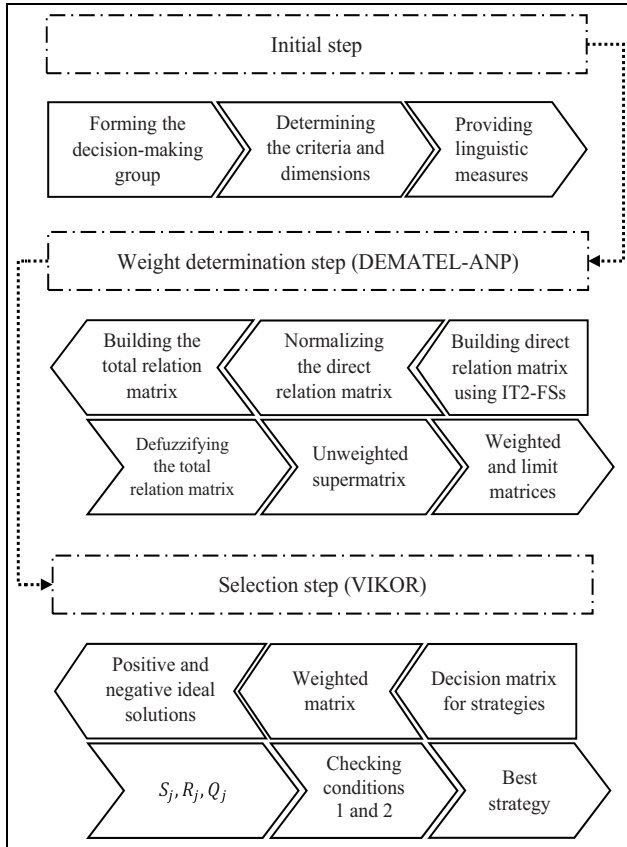 Initial step
Forming the
decision-making
group
Determining
the criteria and
dimensions
Providing
linguistic
measures
Weight determination step (DEMATEL-ANP)
Building the
total relation
matrix
Normalizing
the direct
relation matrix
Building direct
relation matrix
using IT2-FSs
Defuzzifying
the total
relation matrix
Unweighted
supermatrix
Weighted
and limit
matrices
Selection step (VIKOR)
Positive and
negative ideal
solutions
Weighted
matrix
Decision matrix
for strategies
S_j, R_j, Q_j
Checking
conditions
1 and 2
Best
strategy